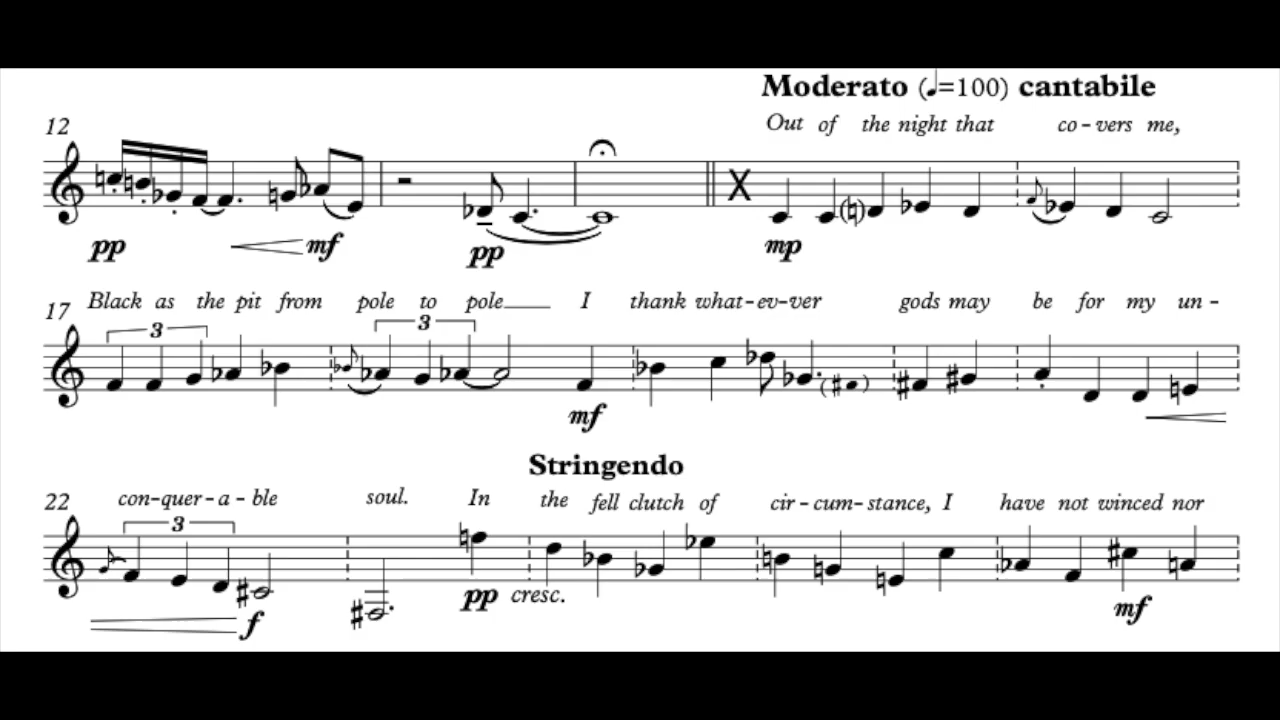 Moderato (♩=100) cantabile
12 Out of the night that co-vers me,
pp mf pp X mp
Black as the pit from pole to pole___ I thank what-ev-ver gods may be for my un-
17 3 3
mf
Stringendo
22 con-quer-a-ble soul. In the fell clutch of cir-cum-stance, I have not winced nor
3
f pp cresc. mf